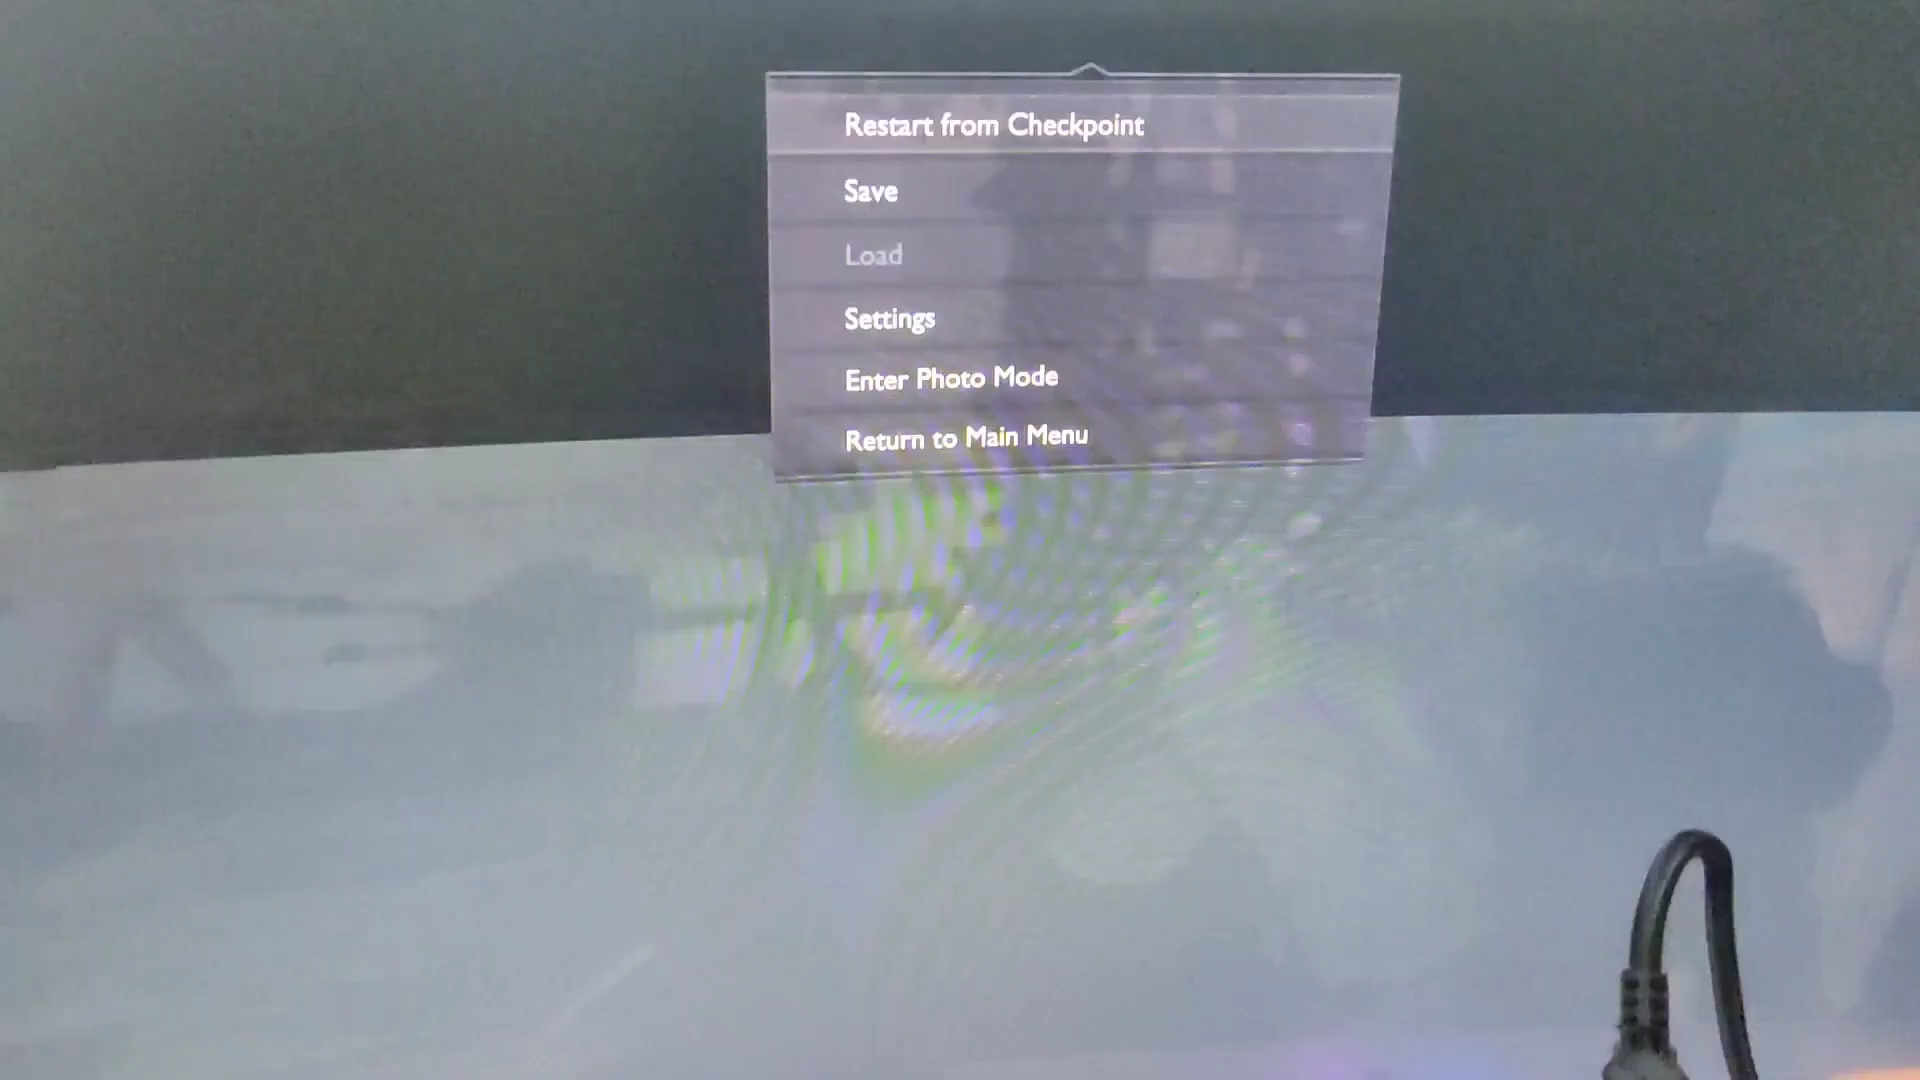 Restart from Checkpoint
Save
Load
Settings
Enter Photo Mode
Return to Main Menu